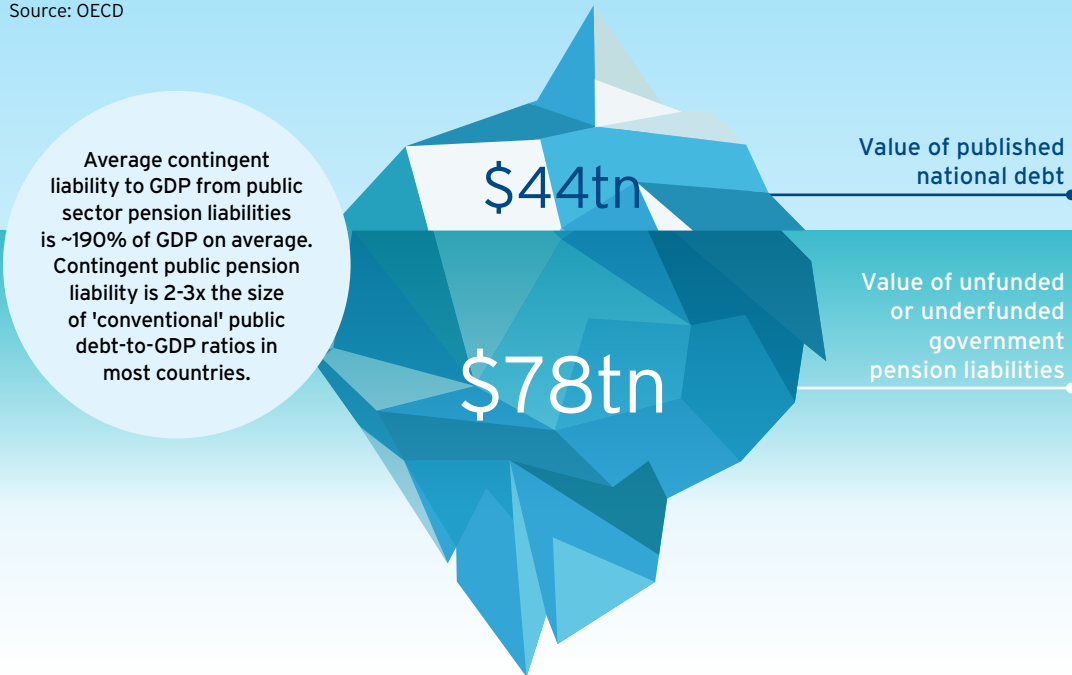 Source: OECD
Average contingent
liability to GDP from public
sector pension liabilities
is ~190% of GDP on average.
Contingent public pension
liability is 2-3x the size
of 'conventional' public
debt-to-GDP ratios in
most countries.
$44tn
Value of published
national debt
$78tn
Value of unfunded
or underfunded
government
pension liabilities